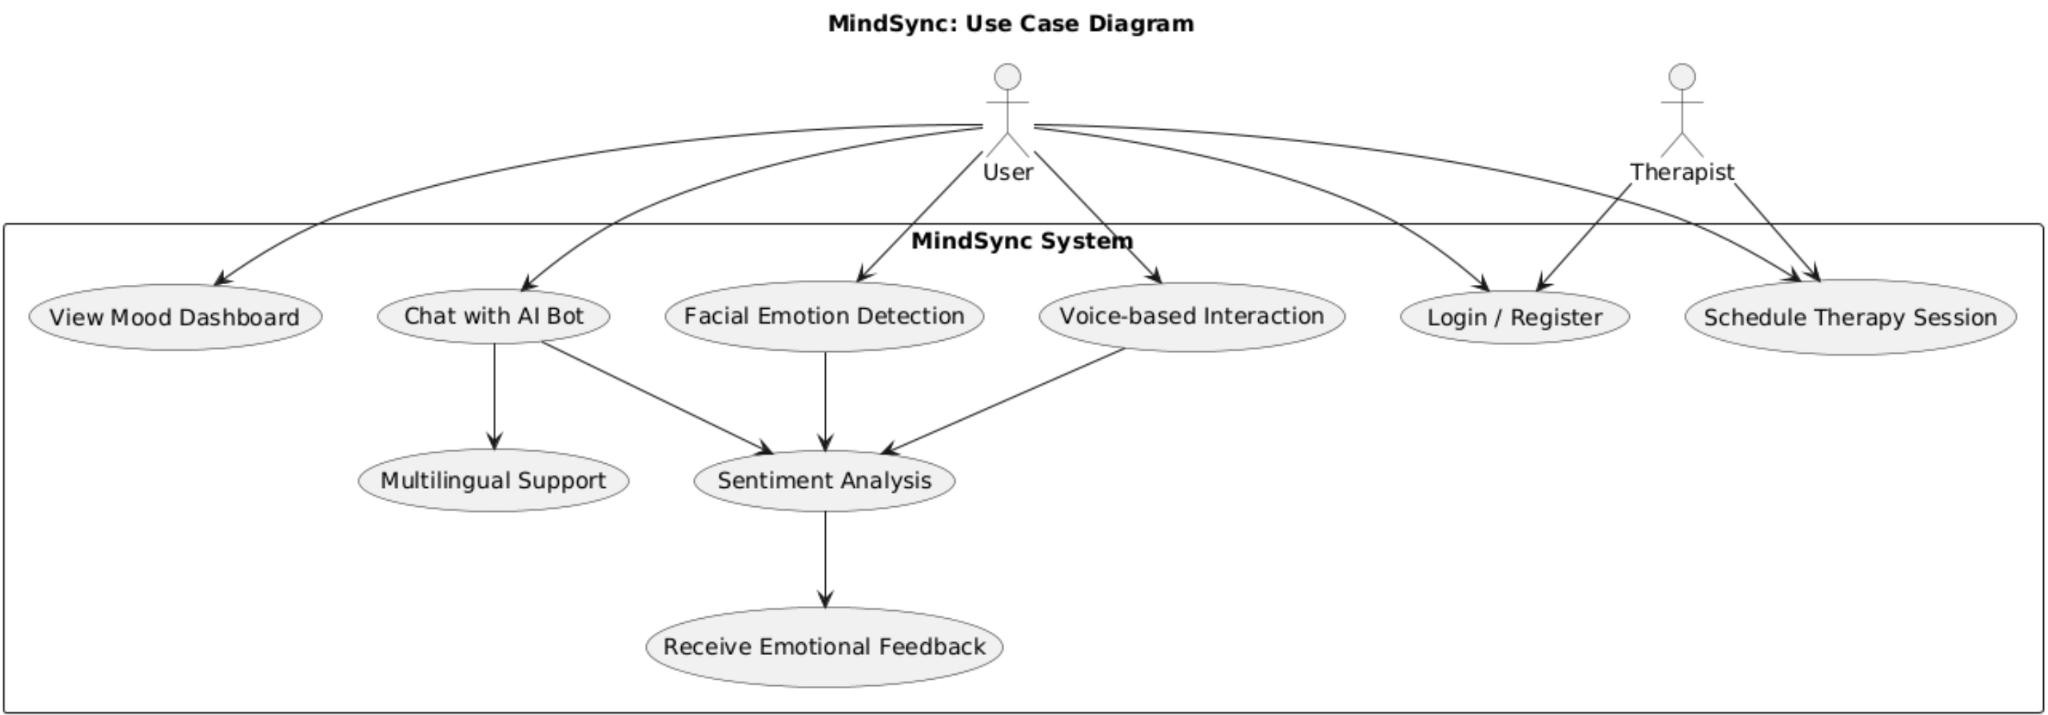 MindSync: Use Case Diagram
User
Therapist
MindSync System
View Mood Dashboard
Chat with AI Bot
Facial Emotion Detection
Voice-based Interaction
Login / Register
Schedule Therapy Session
Multilingual Support
Sentiment Analysis
Receive Emotional Feedback